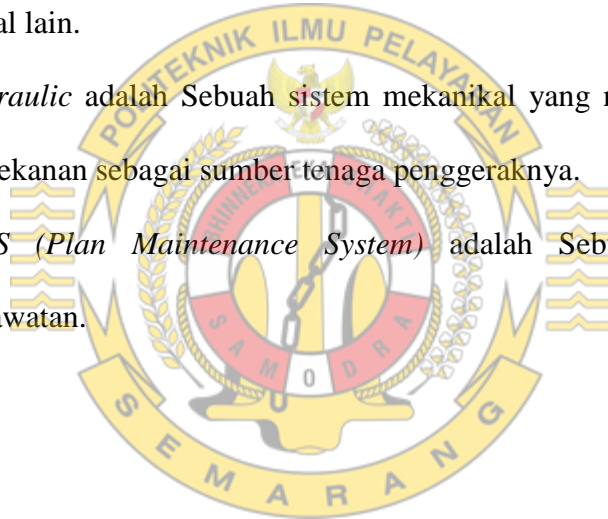 al lain.
POLITEKNIK ILMU PELAYARAN
raulic adalah Sebuah sistem mekanikal yang
ekanan sebagai sumber tenaga penggeraknya.
S (Plan Maintenance System) adalah Seb
awatan.
SAMODRA
SEMARANG